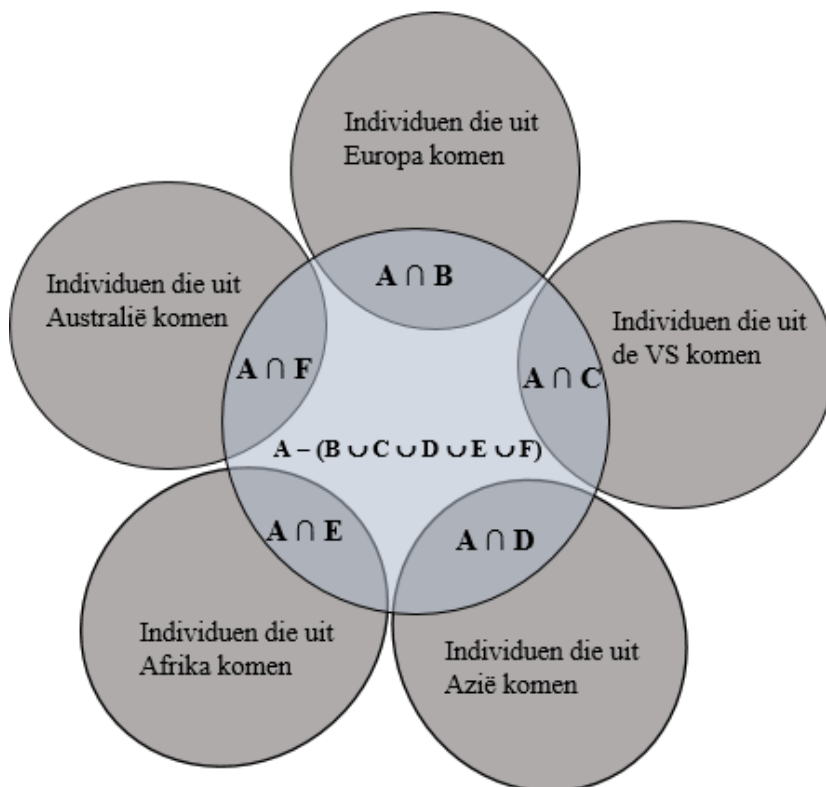 Individuen die uit
Europa komen
A ∩ B
Individuen die uit
Australië komen
Individuen die uit
de VS komen
A ∩ F
A ∩ C
A – (B ∪ C ∪ D ∪ E ∪ F)
A ∩ E
A ∩ D
Individuen die uit
Afrika komen
Individuen die uit
Azië komen